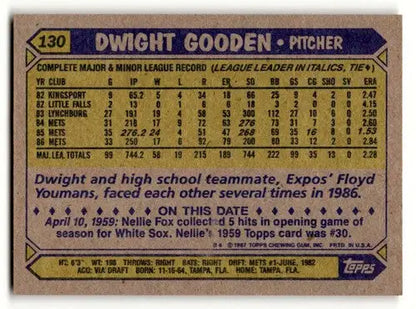 130 DWIGHT GOODEN • PITCHER
COMPLETE MAJOR & MINOR LEAGUE RECORD (LEAGUE LEADER IN ITALICS, TIE♦)
YR CLUB G IP W L R ER SO BB GS CG SHO SV ERA
82 KINGSPORT 9 65.2 5 4 34 18 66 25 9 4 2 0 2.47
82 LITTLE FALLS 2 13 0 1 6 6 18 3 2 0 0 0 4.15
83 LYNCHBURG 27 191 19 4 58 53 300 112 27 10 6 0 2.50
84 METS 31 218 17 9 72 63 276 73 31 7 3 0 2.60
85 METS 35 276.2 24 4 51 47 268 69 35 16 8 0 1.53
86 METS 33 250 17 6 92 79 200 80 33 12 2 0 2.84
MAJ. LEA. TOTALS 99 744.2 58 19 215 189 744 222 99 35 13 0 2.28
Dwight and high school teammate, Expos' Floyd
Youmans, faced each other several times in 1986.
♦ ♦ ♦ ♦ ♦ ON THIS DATE ♦ ♦ ♦ ♦ ♦
April 10, 1959: Nellie Fox collected 5 hits in opening game of
season for White Sox. Nellie's 1959 Topps card was #30.
© 1987 TOPPS CHEWING GUM, INC. PRTD. IN U.S.A.
HT: 6'3" WT: 198 THROWS: RIGHT BATS: RIGHT DRAFT: METS #1-JUNE, 1982
ACQ: VIA DRAFT BORN: 11-16-64, TAMPA, FLA. HOME: TAMPA, FLA.
topps